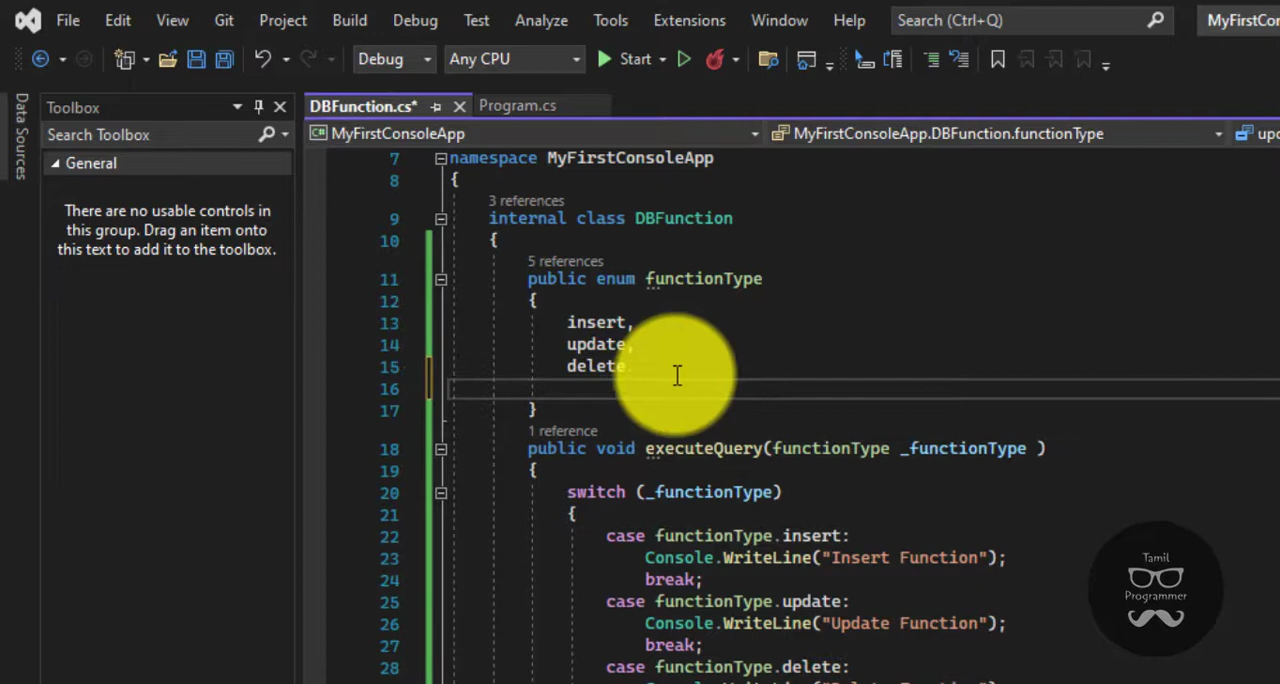 File Edit View Git Project Build Debug Test Analyze Tools Extensions Window Help Search (Ctrl+Q) MyFirstCons
Debug Any CPU Start
Data Sources
Toolbox
Search Toolbox
General
There are no usable controls in
this group. Drag an item onto
this text to add it to the toolbox.
DBFunction.cs* Program.cs
MyFirstConsoleApp MyFirstConsoleApp.DBFunction.functionType
7 namespace MyFirstConsoleApp
8 {
3 references
9 internal class DBFunction
10 {
5 references
11 public enum functionType
12 {
13 insert,
14 update,
15 delete
16
17 }
1 reference
18 public void executeQuery(functionType _functionType )
19 {
20 switch (_functionType)
21 {
22 case functionType.insert:
23 Console.WriteLine("Insert Function");
24 break;
25 case functionType.update:
26 Console.WriteLine("Update Function");
27 break;
28 case functionType.delete:
Tamil
Programmer